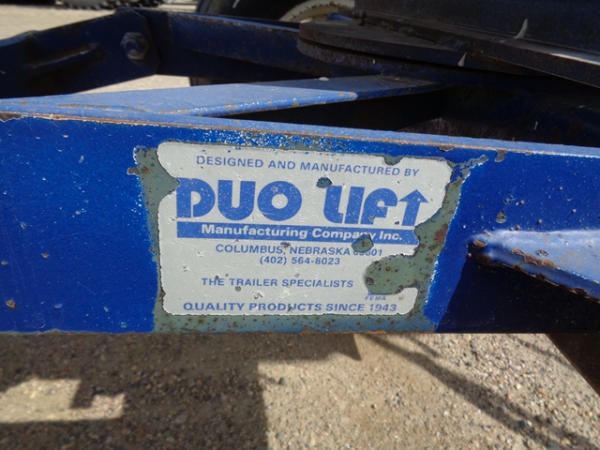 DESIGNED AND MANUFACTURED BY
DUO LIFT
Manufacturing Company Inc.
COLUMBUS, NEBRASKA 68601
(402) 564-8023
THE TRAILER SPECIALISTS
FEMA
QUALITY PRODUCTS SINCE 1943